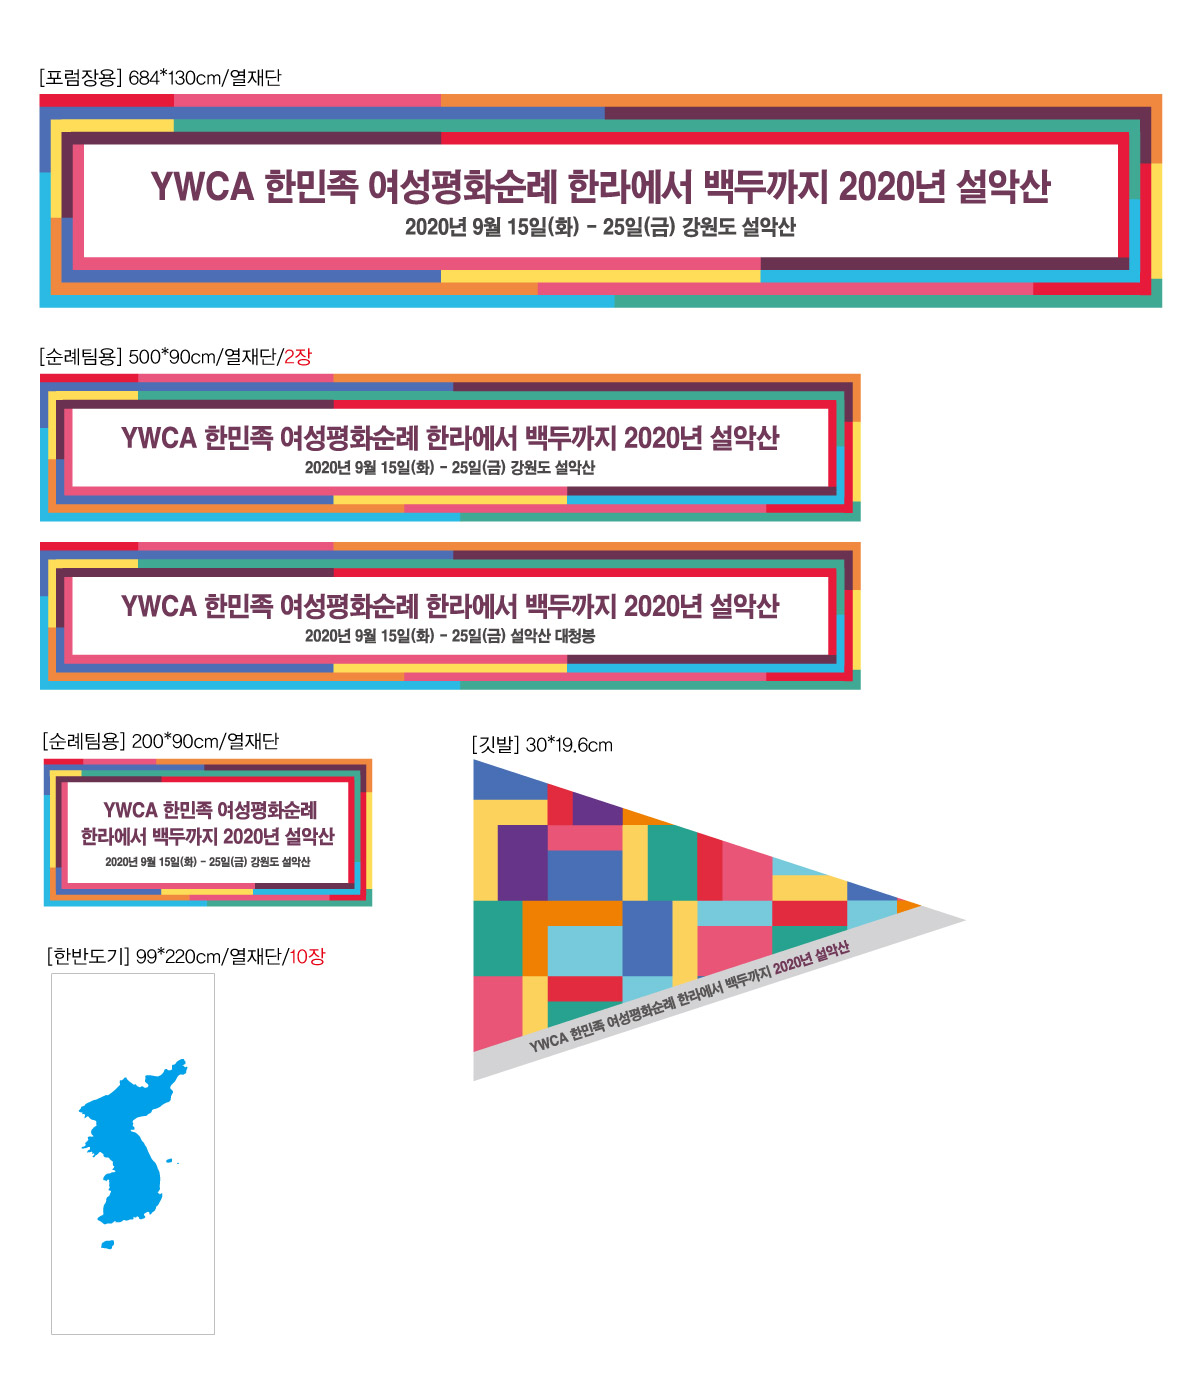 [포럼장용] 684*130cm/열재단
YWCA 한민족 여성평화순례 한라에서 백두까지 2020년 설악산
2020년 9월 15일(화) - 25일(금) 강원도 설악산
[순례팀용] 500*90cm/열재단/2장
YWCA 한민족 여성평화순례 한라에서 백두까지 2020년 설악산
2020년 9월 15일(화) - 25일(금) 강원도 설악산
YWCA 한민족 여성평화순례 한라에서 백두까지 2020년 설악산
2020년 9월 15일(화) - 25일(금) 설악산 대청봉
[순례팀용] 200*90cm/열재단
YWCA 한민족 여성평화순례
한라에서 백두까지 2020년 설악산
2020년 9월 15일(화) - 25일(금) 강원도 설악산
[깃발] 30*19.6cm
YWCA 한민족 여성평화순례 한라에서 백두까지 2020년 설악산
[한반도기] 99*220cm/열재단/10장